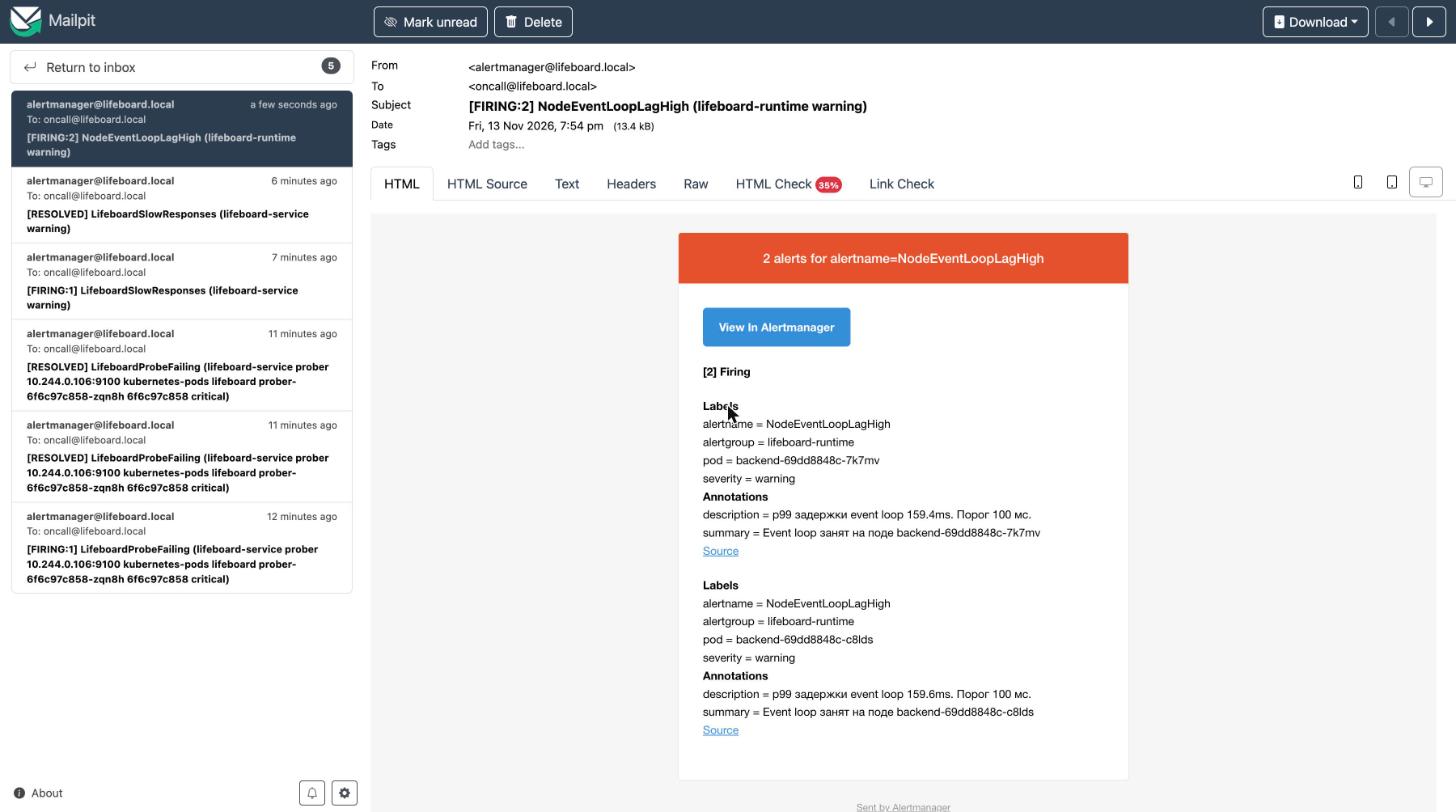 Mailpit
Mark unread
Delete
Download
Return to inbox
5
alertmanager@lifeboard.local a few seconds ago
To: oncall@lifeboard.local
[FIRING:2] NodeEventLoopLagHigh (lifeboard-runtime
warning)
alertmanager@lifeboard.local 6 minutes ago
To: oncall@lifeboard.local
[RESOLVED] LifeboardSlowResponses (lifeboard-service
warning)
alertmanager@lifeboard.local 7 minutes ago
To: oncall@lifeboard.local
[FIRING:1] LifeboardSlowResponses (lifeboard-service
warning)
alertmanager@lifeboard.local 11 minutes ago
To: oncall@lifeboard.local
[RESOLVED] LifeboardProbeFailing (lifeboard-service prober
10.244.0.106:9100 kubernetes-pods lifeboard prober-
6f6c97c858-zqn8h 6f6c97c858 critical)
alertmanager@lifeboard.local 11 minutes ago
To: oncall@lifeboard.local
[RESOLVED] LifeboardProbeFailing (lifeboard-service prober
10.244.0.106:9100 kubernetes-pods lifeboard prober-
6f6c97c858-zqn8h 6f6c97c858 critical)
alertmanager@lifeboard.local 12 minutes ago
To: oncall@lifeboard.local
[FIRING:1] LifeboardProbeFailing (lifeboard-service prober
10.244.0.106:9100 kubernetes-pods lifeboard prober-
6f6c97c858-zqn8h 6f6c97c858 critical)
About
From <alertmanager@lifeboard.local>
To <oncall@lifeboard.local>
Subject [FIRING:2] NodeEventLoopLagHigh (lifeboard-runtime warning)
Date Fri, 13 Nov 2026, 7:54 pm (13.4 kB)
Tags Add tags...
HTML HTML Source Text Headers Raw HTML Check 35% Link Check
2 alerts for alertname=NodeEventLoopLagHigh
View In Alertmanager
[2] Firing
Labels
alertname = NodeEventLoopLagHigh
alertgroup = lifeboard-runtime
pod = backend-69dd8848c-7k7mv
severity = warning
Annotations
description = p99 задержки event loop 159.4ms. Порог 100 мс.
summary = Event loop занят на поде backend-69dd8848c-7k7mv
Source
Labels
alertname = NodeEventLoopLagHigh
alertgroup = lifeboard-runtime
pod = backend-69dd8848c-c8lds
severity = warning
Annotations
description = p99 задержки event loop 159.6ms. Порог 100 мс.
summary = Event loop занят на поде backend-69dd8848c-c8lds
Source
Sent by Alertmanager